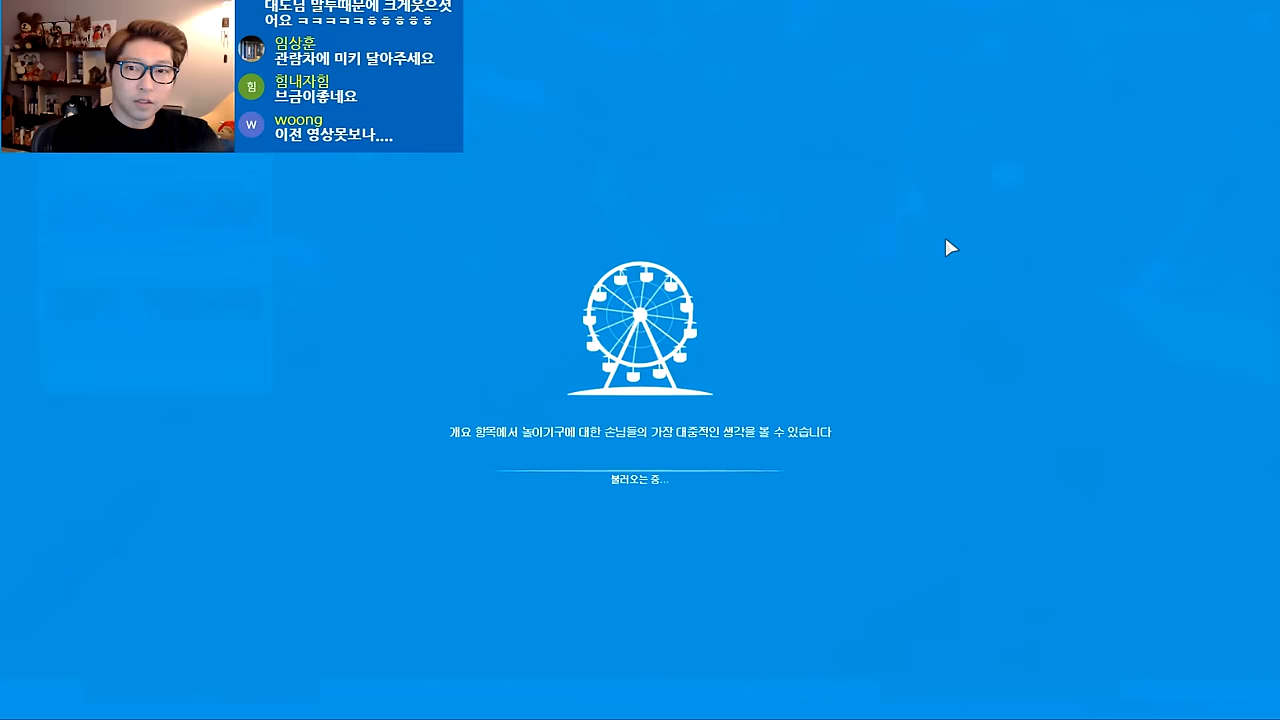 대도님 말투때문에 크게웃으셧
어요 ㅋㅋㅋㅋㅋㅎㅎㅎㅎㅎ
임상훈
관람차에 미키 달아주세요
힘
힘내자힘
브금이좋네요
W
woong
이전 영상못보나....
개요 항목에서 놀이기구에 대한 손님들의 가장 대중적인 생각을 볼 수 있습니다
불러오는 중...